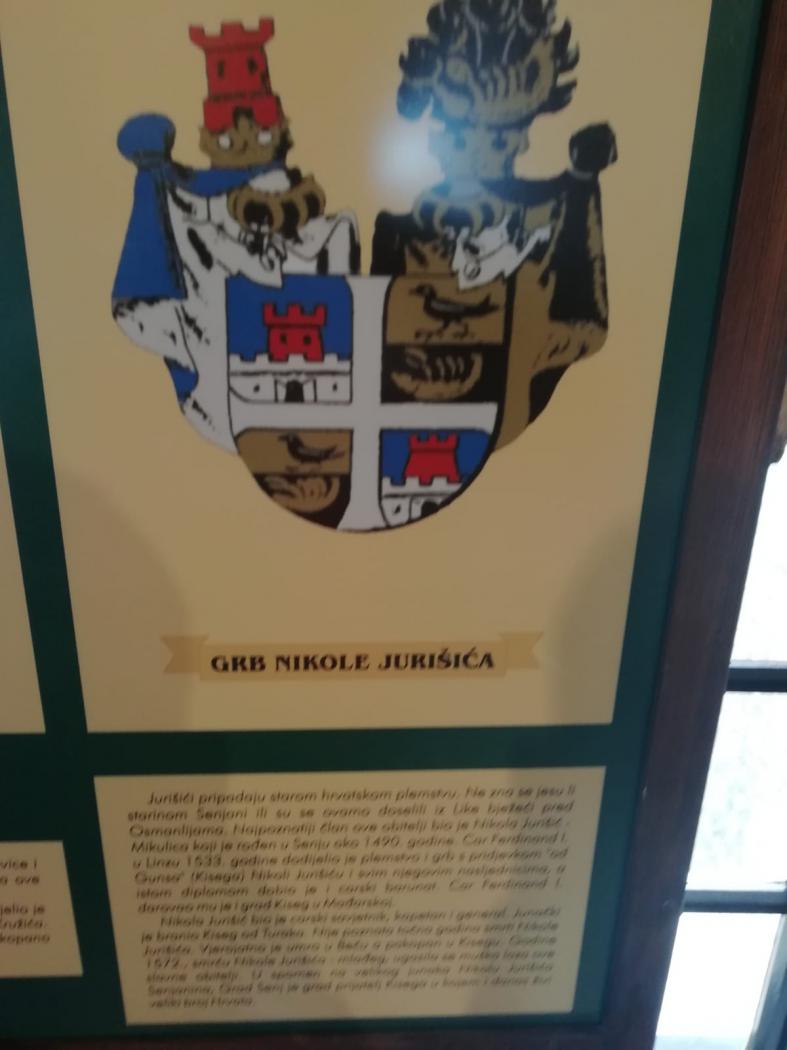 GRB NIKOLE JURIŠIĆA
Jurišići pripadaju starom hrvatskom plemstvu. Ne zna se jesu li
starinom Senjani ili su se ovamo doselili iz Like bježeći pred
Osmanlijama. Najpoznatiji član ove obitelji bio je Nikola Jurišić -
Mikulica koji je rođen u Senju oko 1490. godine. Car Ferdinand I.
u Linzu 1533. godine dodijelio je plemstvo i grb s pridjevkom "od
Gunsa" (Kisega) Nikoli Jurišiću i svim njegovim nasljednicima, a
istom diplomom dobio je i carski barunat. Car Ferdinand I.
darovao mu je i grad Kiseg u Mađarskoj.
Nikola Jurišić bio je carski savjetnik, kapetan i general. Junački
je branio Kiseg od Turaka. Nije poznata točna godina smrti Nikole
Jurišića. Vjerojatno je umro u Beču a pokopan u Kisegu. Godine
1572., smrću Nikole Jurišića - mlađeg, ugasila se muška loza ove
slavne obitelji. U spomen na velikog junaka Nikolu Jurišića
Senjanina, Grad Senj je grad prijatelj Kisega u kojem i danas živi
veliki broj Hrvata.
vice i
a ove
jelio je
Kružića.
kopano